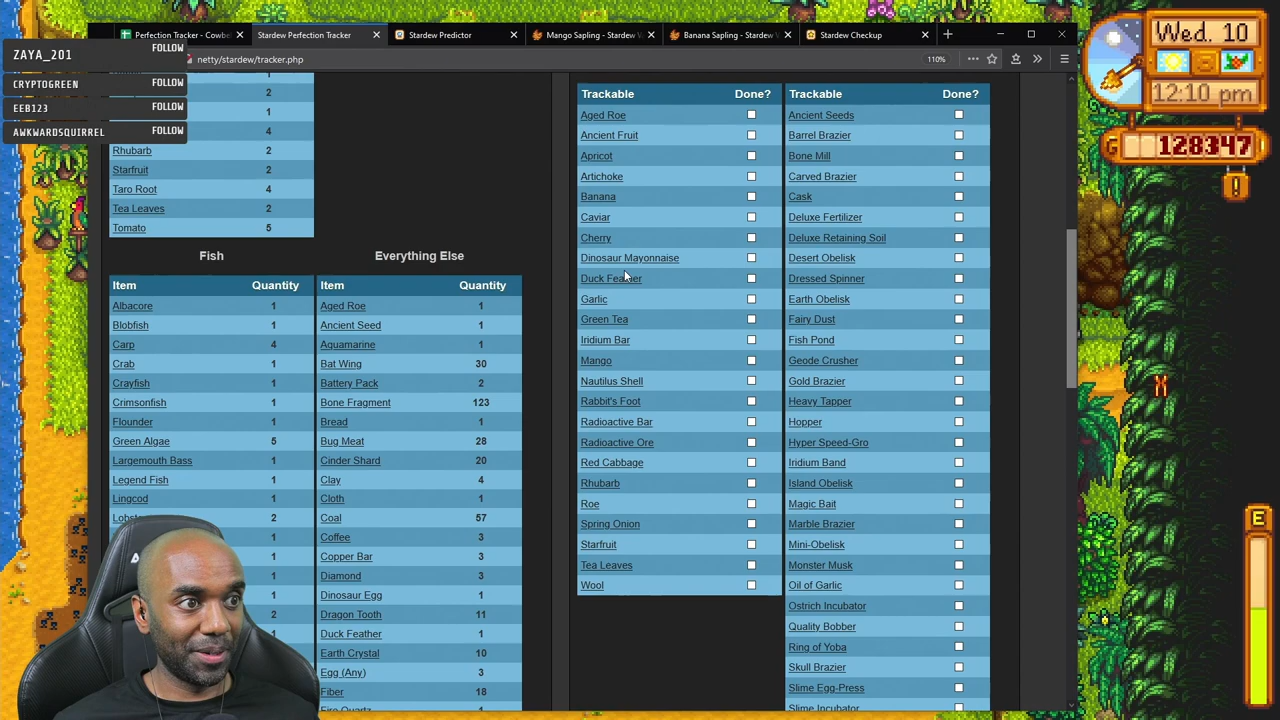 Perfection Tracker - Cowbe
Stardew Perfection Tracker
Stardew Predictor
Mango Sapling - Stardew V
Banana Sapling - Stardew V
Stardew Checkup
netty/stardew/tracker.php
110%
ZAYA_201 FOLLOW
CRYPTOGREEN FOLLOW
EEB123 FOLLOW
AWKWARDSQUIRREL FOLLOW
Wed. 10
12:10 pm
128347
G
!
E
1
2
1
4
Rhubarb 2
Starfruit 2
Taro Root 4
Tea Leaves 2
Tomato 5
Fish
Item Quantity
Albacore 1
Blobfish 1
Carp 4
Crab 1
Crayfish 1
Crimsonfish 1
Flounder 1
Green Algae 5
Largemouth Bass 1
Legend Fish 1
Lingcod 1
Lobst 2
1
1
1
2
1
Everything Else
Item Quantity
Aged Roe 1
Ancient Seed 1
Aquamarine 1
Bat Wing 30
Battery Pack 2
Bone Fragment 123
Bread 1
Bug Meat 28
Cinder Shard 20
Clay 4
Cloth 1
Coal 57
Coffee 3
Copper Bar 3
Diamond 3
Dinosaur Egg 1
Dragon Tooth 11
Duck Feather 1
Earth Crystal 10
Egg (Any) 3
Fiber 18
Fire Quartz 1
Trackable Done?
Aged Roe
Ancient Fruit
Apricot
Artichoke
Banana
Caviar
Cherry
Dinosaur Mayonnaise
Duck Feather
Garlic
Green Tea
Iridium Bar
Mango
Nautilus Shell
Rabbit's Foot
Radioactive Bar
Radioactive Ore
Red Cabbage
Rhubarb
Roe
Spring Onion
Starfruit
Tea Leaves
Wool
Trackable Done?
Ancient Seeds
Barrel Brazier
Bone Mill
Carved Brazier
Cask
Deluxe Fertilizer
Deluxe Retaining Soil
Desert Obelisk
Dressed Spinner
Earth Obelisk
Fairy Dust
Fish Pond
Geode Crusher
Gold Brazier
Heavy Tapper
Hopper
Hyper Speed-Gro
Iridium Band
Island Obelisk
Magic Bait
Marble Brazier
Mini-Obelisk
Monster Musk
Oil of Garlic
Ostrich Incubator
Quality Bobber
Ring of Yoba
Skull Brazier
Slime Egg-Press
Slime Incubator